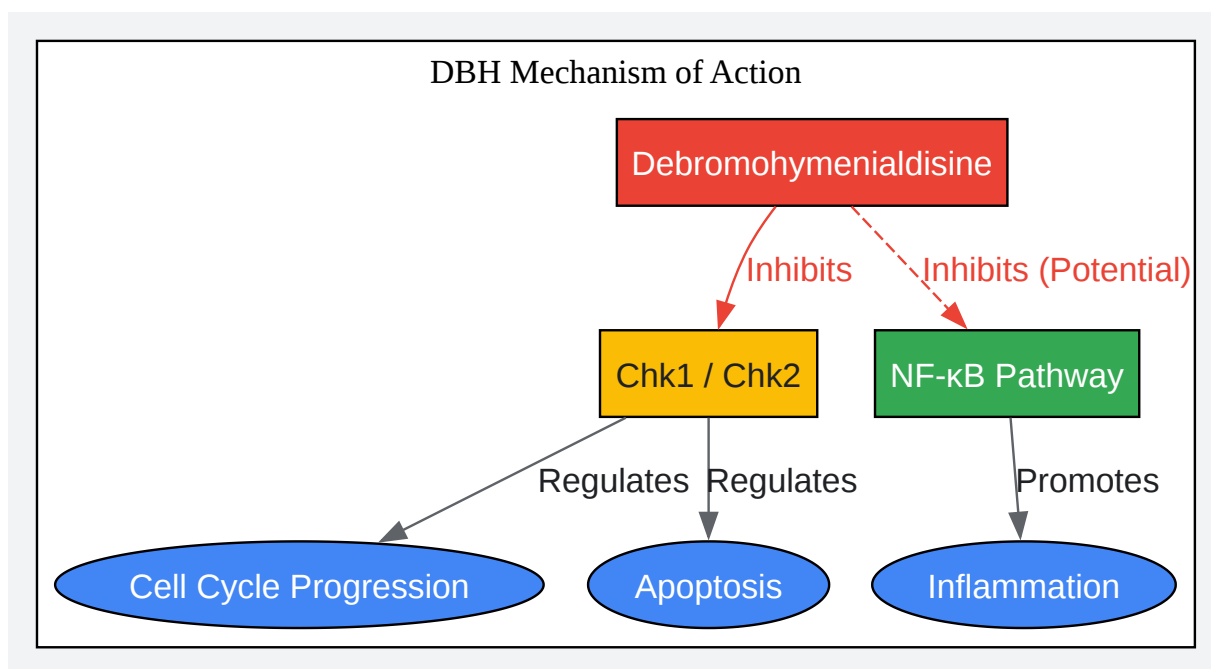 DBH Mechanism of Action
Debromohymenialdisine
Inhibits
Inhibits (Potential)
Chk1 / Chk2
NF-κB Pathway
Regulates
Regulates
Promotes
Cell Cycle Progression
Apoptosis
Inflammation